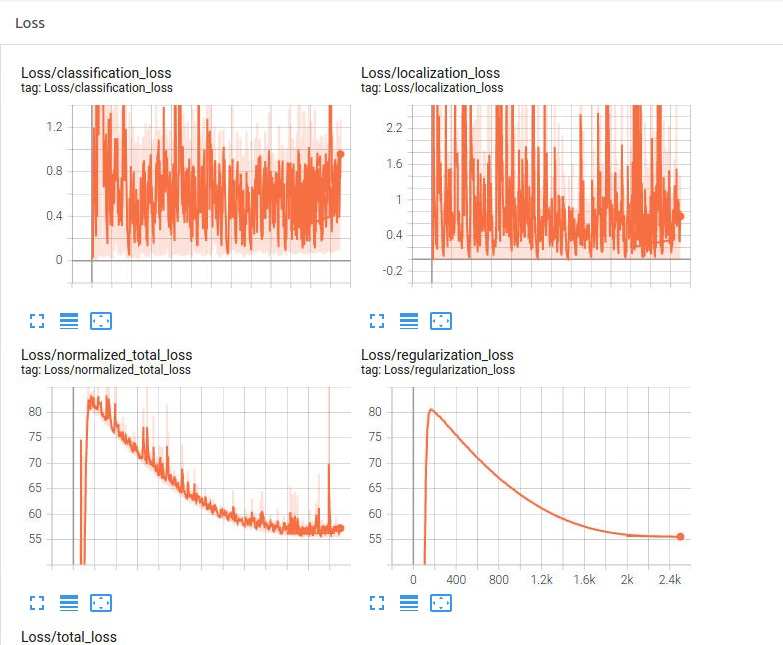 Loss
Loss/classification_loss
tag: Loss/classification_loss
1.2
0.8
0.4
0
Loss/localization_loss
tag: Loss/localization_loss
2.2
1.6
1
0.4
-0.2
Loss/normalized_total_loss
tag: Loss/normalized_total_loss
80
75
70
65
60
55
Loss/regularization_loss
tag: Loss/regularization_loss
80
75
70
65
60
55
0 400 800 1.2k 1.6k 2k 2.4k
Loss/total_loss